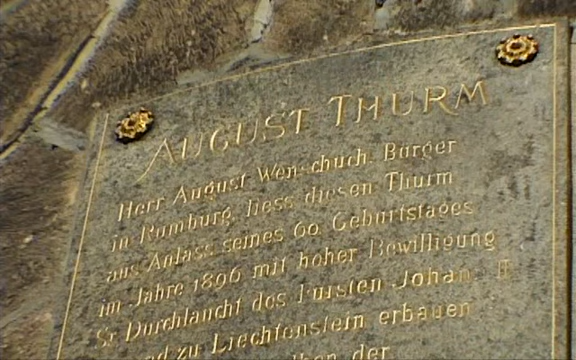 AUGUST THURM
Herr August Wenschuch, Bürger
in Rumburg, liess diesen Thurm
aus Anlass seines 60. Geburtstages
im Jahre 1896 mit hoher Bewilligung
Sr Durchlaucht des Fürsten Johann II
zu Liechtenstein erbauen
der